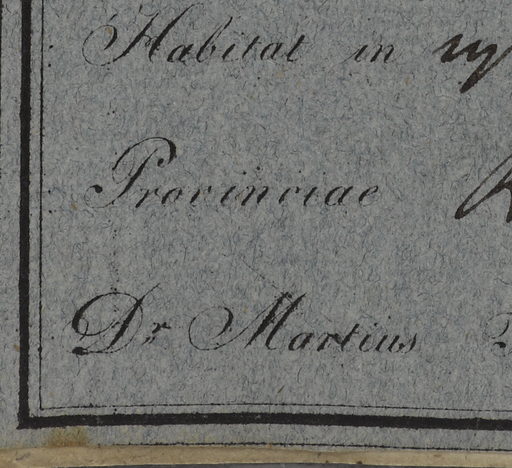 Habitat in
Provinciae
Dr Martius